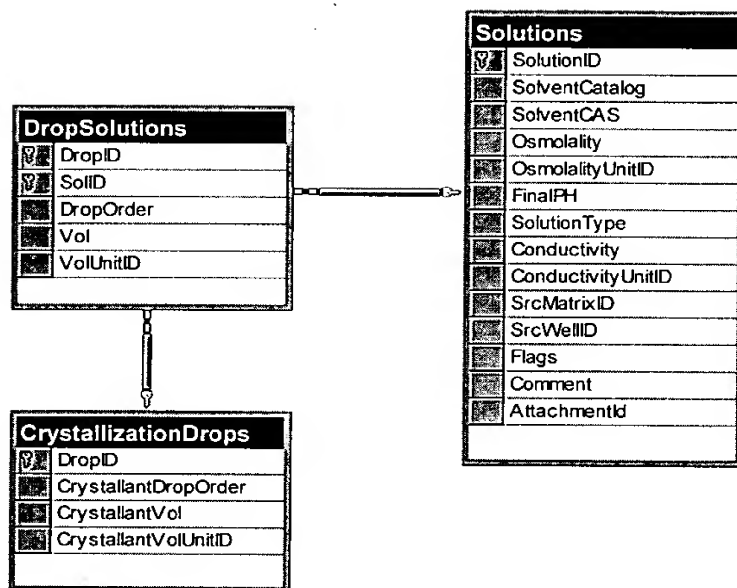 Solutions
SolutionID
SolventCatalog
SolventCAS
Osmolality
OsmolalityUnitID
FinalPH
SolutionType
Conductivity
ConductivityUnitID
SrcMatrixID
SrcWellID
Flags
Comment
AttachmentId
DropSolutions
DropID
SolID
DropOrder
Vol
VolUnitID
CrystallizationDrops
DropID
CrystallantDropOrder
CrystallantVol
CrystallantVolUnitID